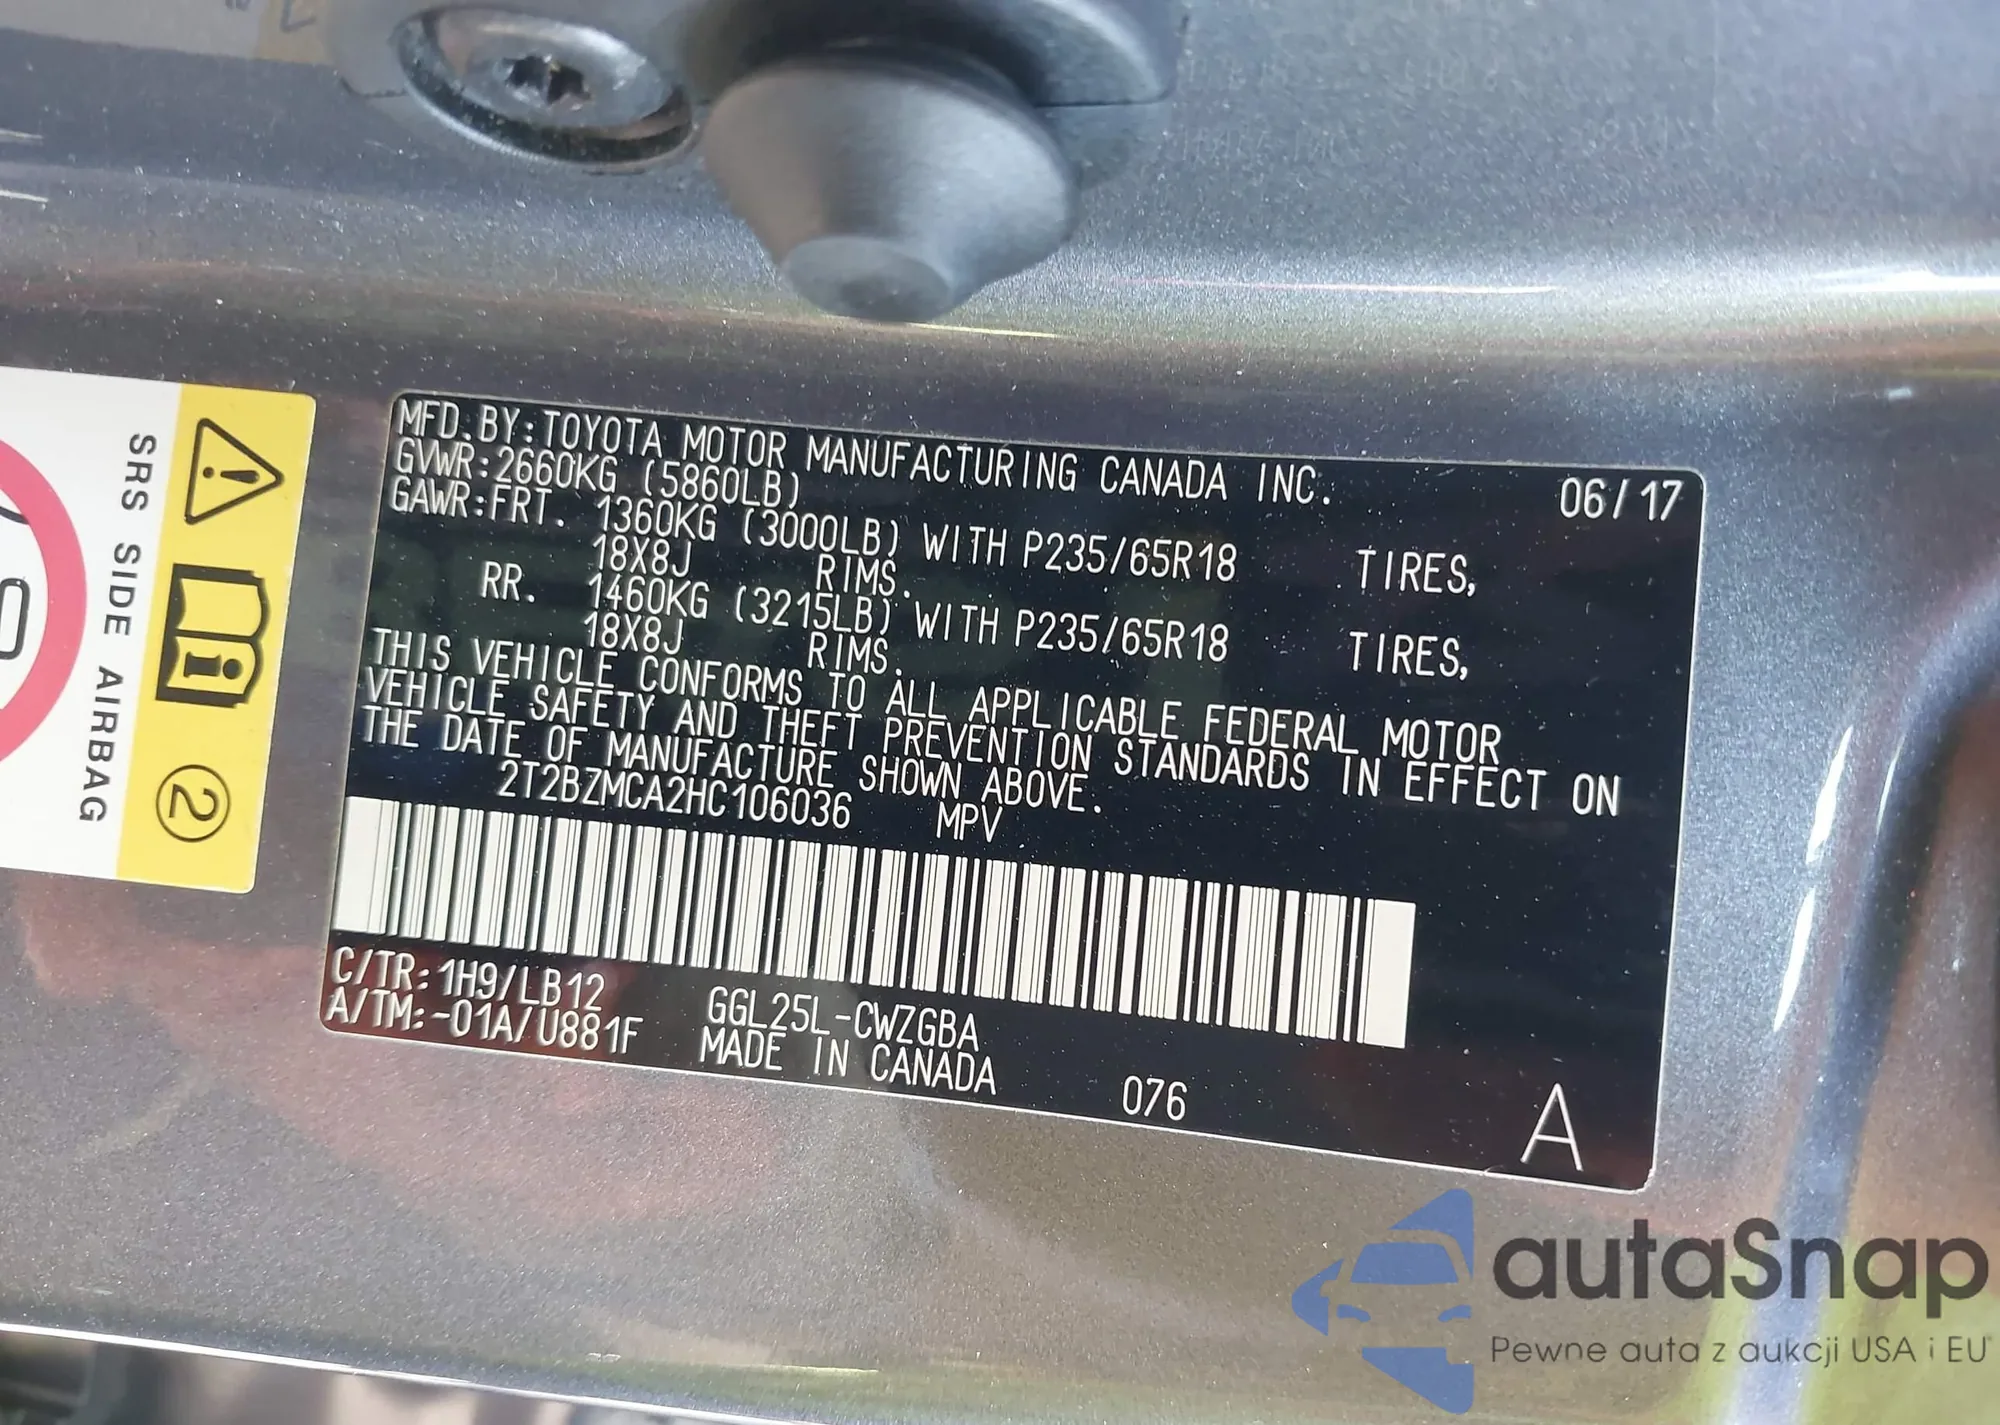 MFD.BY:TOYOTA MOTOR MANUFACTURING CANADA INC. 06/17
GVWR:2660KG (5860LB)
GAWR:FRT. 1360KG (3000LB) WITH P235/65R18 TIRES,
18X8J RIMS.
RR. 1460KG (3215LB) WITH P235/65R18 TIRES,
18X8J RIMS.
THIS VEHICLE CONFORMS TO ALL APPLICABLE FEDERAL MOTOR
VEHICLE SAFETY AND THEFT PREVENTION STANDARDS IN EFFECT ON
THE DATE OF MANUFACTURE SHOWN ABOVE.
2T2BZMCA2HC106036 MPV
C/TR:1H9/LB12
A/TM:-01A/U881F
GGL25L-CWZGBA
MADE IN CANADA
076
A
SRS SIDE AIRBAG
2
autaSnap
Pewne auta z aukcji USA i EU